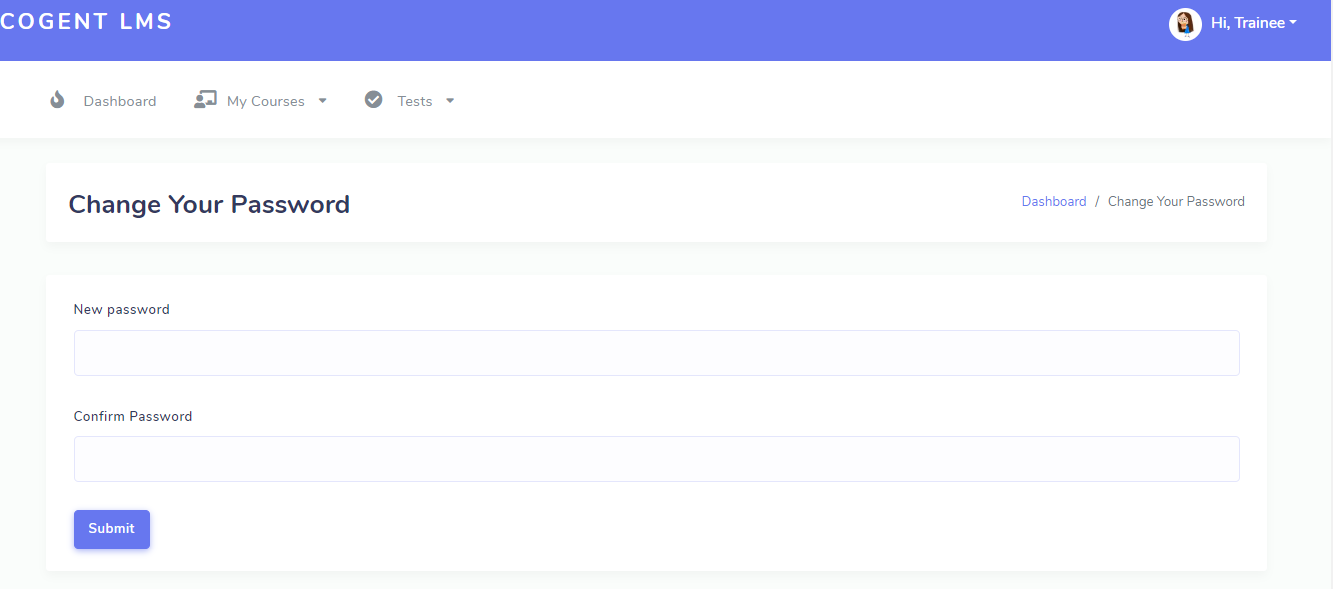 COGENT LMS
Hi, Trainee
Dashboard My Courses Tests
Change Your Password
Dashboard / Change Your Password
New password
Confirm Password
Submit